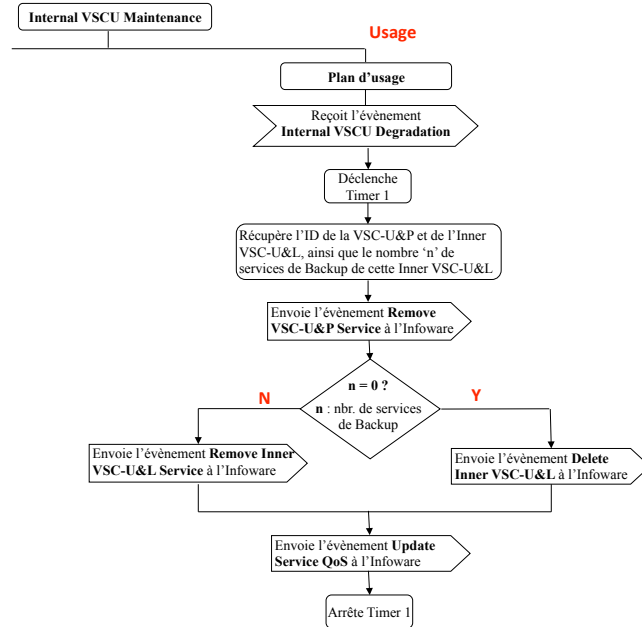 Internal VSCU Maintenance
Usage
Plan d’usage
Reçoit l’évènement
Internal VSCU Degradation
Déclenche
Timer 1
Récupère l’ID de la VSC-U&P et de l’Inner
VSC-U&L, ainsi que le nombre ‘n’ de
services de Backup de cette Inner VSC-U&L
Envoie l’évènement Remove
VSC-U&P Service à l’Infoware
n = 0 ?
n : nbr. de services
de Backup
N
Y
Envoie l’évènement Remove Inner
VSC-U&L Service à l’Infoware
Envoie l’évènement Delete
Inner VSC-U&L à l’Infoware
Envoie l’évènement Update
Service QoS à l’Infoware
Arrête Timer 1